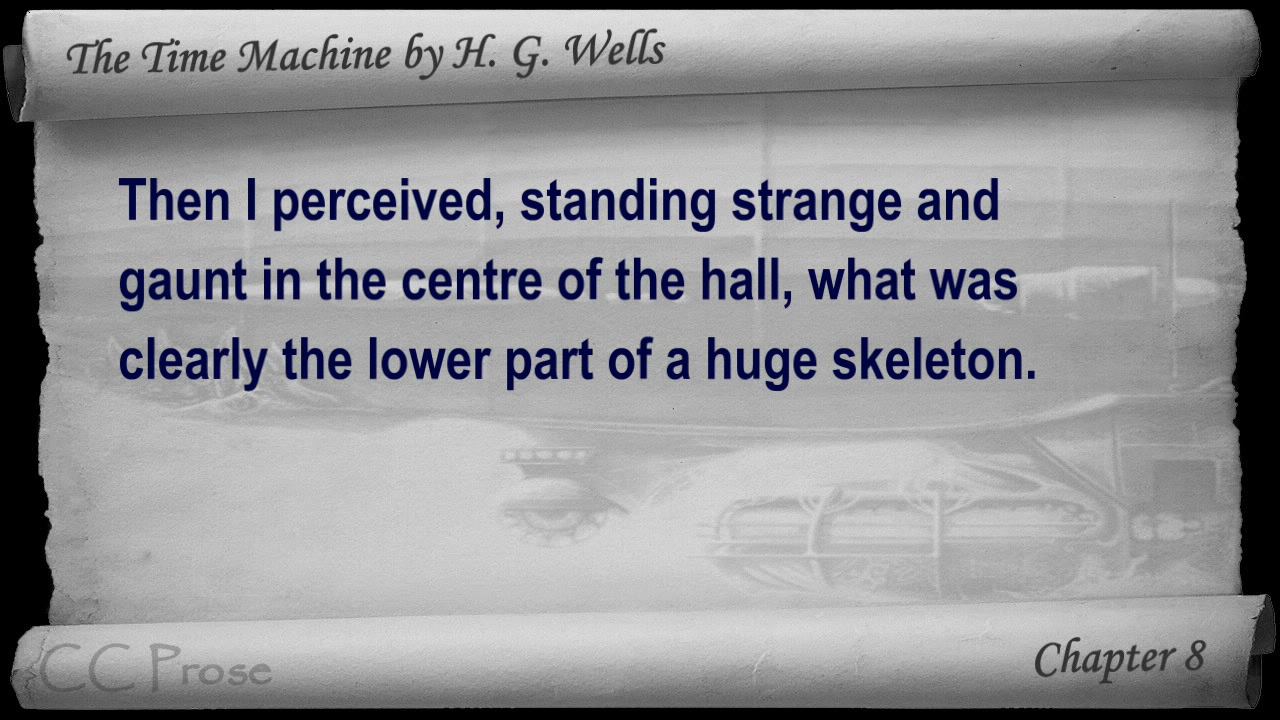 The Time Machine by H. G. Wells
Then I perceived, standing strange and
gaunt in the centre of the hall, what was
clearly the lower part of a huge skeleton.
CC Prose
Chapter 8